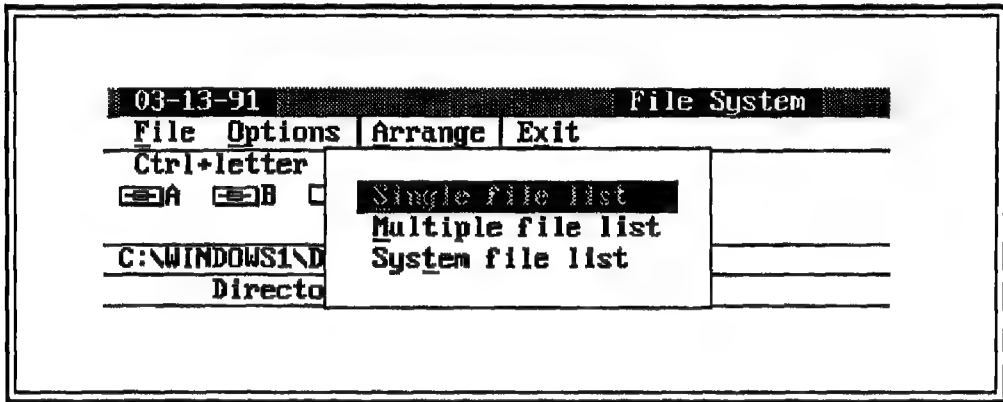 03-13-91 File System
File Options Arrange Exit
Ctrl+letter
A B
Single file list
Multiple file list
C:\WINDOWS1\D
System file list
Directo